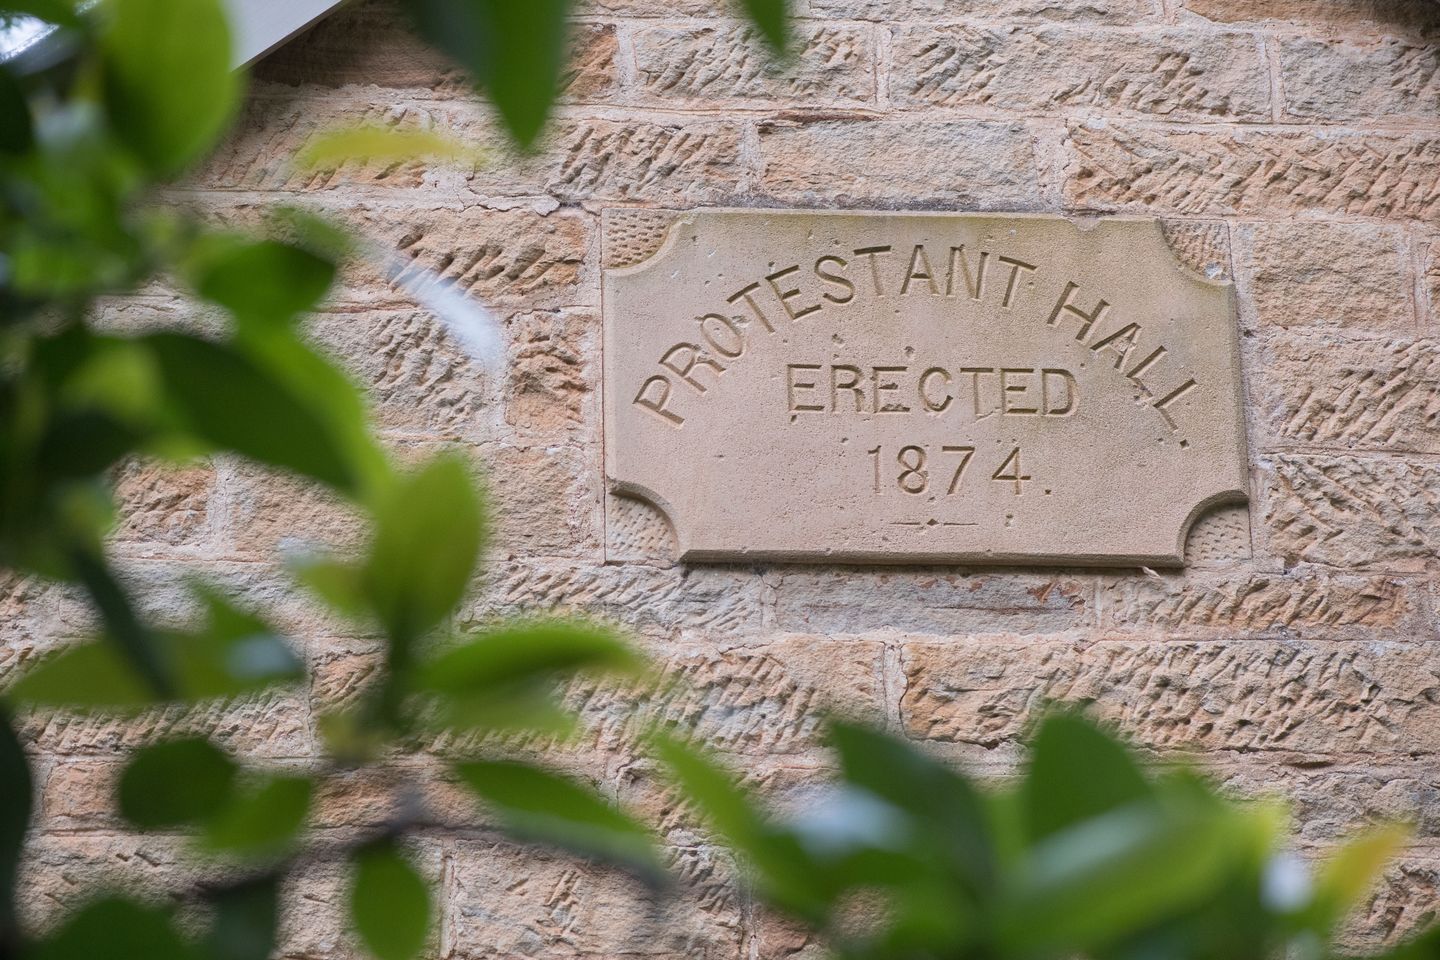 PROTESTANT HALL.
ERECTED
1874.